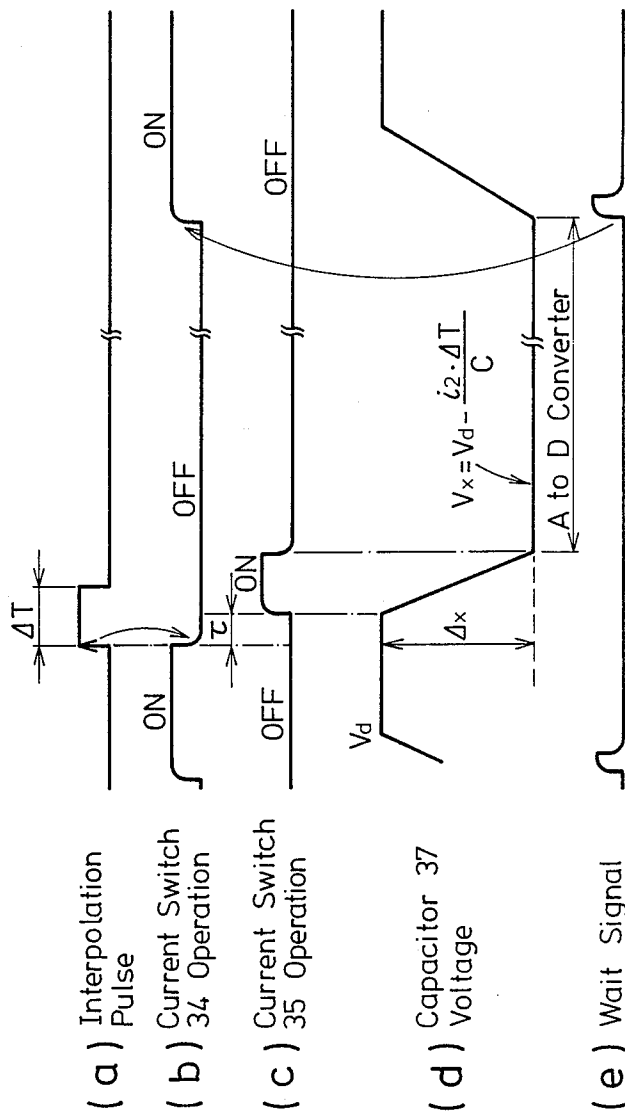 (a) Interpolation
Pulse
ΔT
(b) Current Switch
34 Operation
ON
OFF
ON
τ
(c) Current Switch
35 Operation
OFF
ON
OFF
(d) Capacitor 37
Voltage
Vd
Δx
Vx = Vd - i2·ΔT
C
A to D Converter
(e) Wait Signal